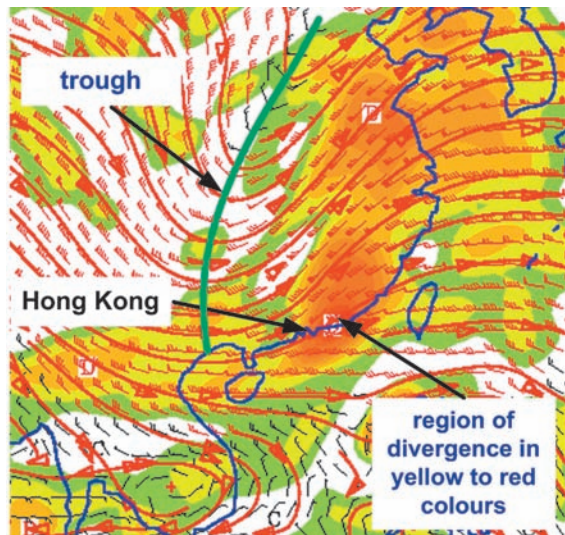 trough
Hong Kong
region of
divergence in
yellow to red
colours